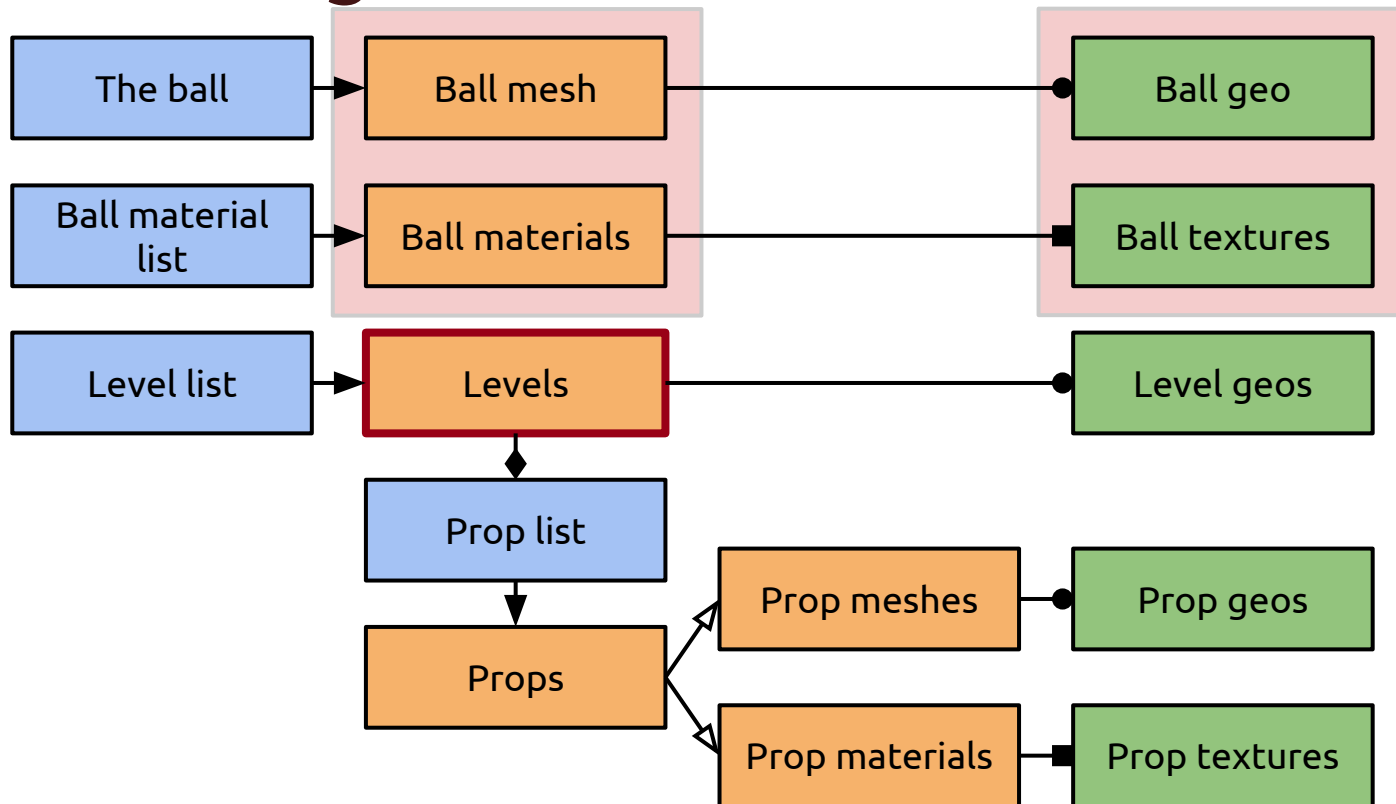 The ball
Ball mesh
Ball geo
Ball material
list
Ball materials
Ball textures
Level list
Levels
Level geos
Prop list
Prop meshes
Prop geos
Props
Prop materials
Prop textures